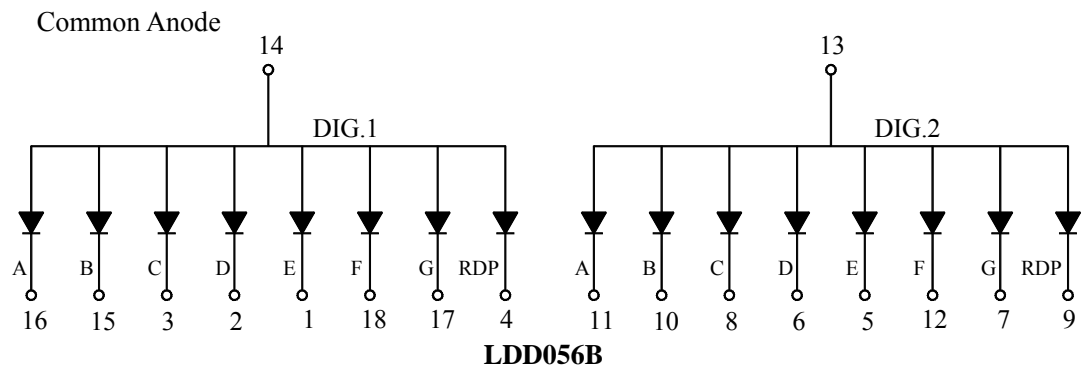 Common Anode
14 13
DIG.1 DIG.2
A B C D E F G RDP A B C D E F G RDP
16 15 3 2 1 18 17 4 11 10 8 6 5 12 7 9
LDD056B